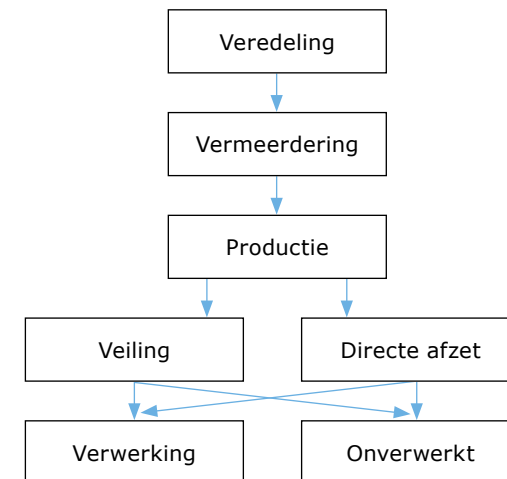 Veredeling
Vermeerdering
Productie
Veiling
Directe afzet
Verwerking
Onverwerkt